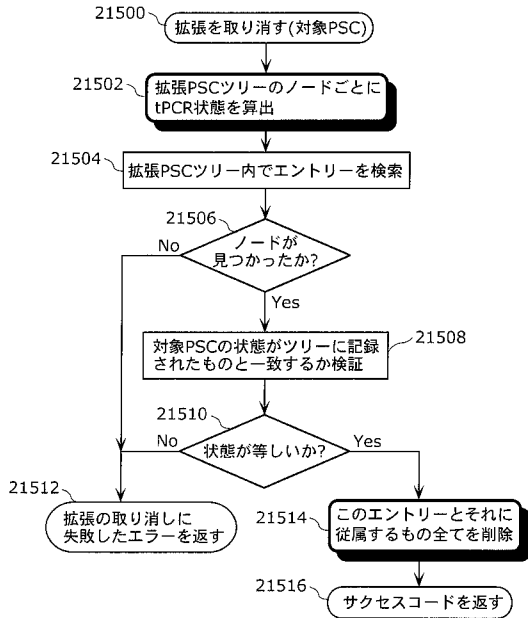 21500
拡張を取り消す(対象PSC)
21502
拡張PSCツリーのノードごとに
tPCR状態を算出
21504
拡張PSCツリー内でエントリーを検索
21506
ノードが
見つかったか?
No
Yes
対象PSCの状態がツリーに記録
されたものと一致するか検証
21508
21510
状態が等しいか?
No
Yes
21512
拡張の取り消しに
失敗したエラーを返す
21514
このエントリーとそれに
従属するもの全てを削除
21516
サクセスコードを返す